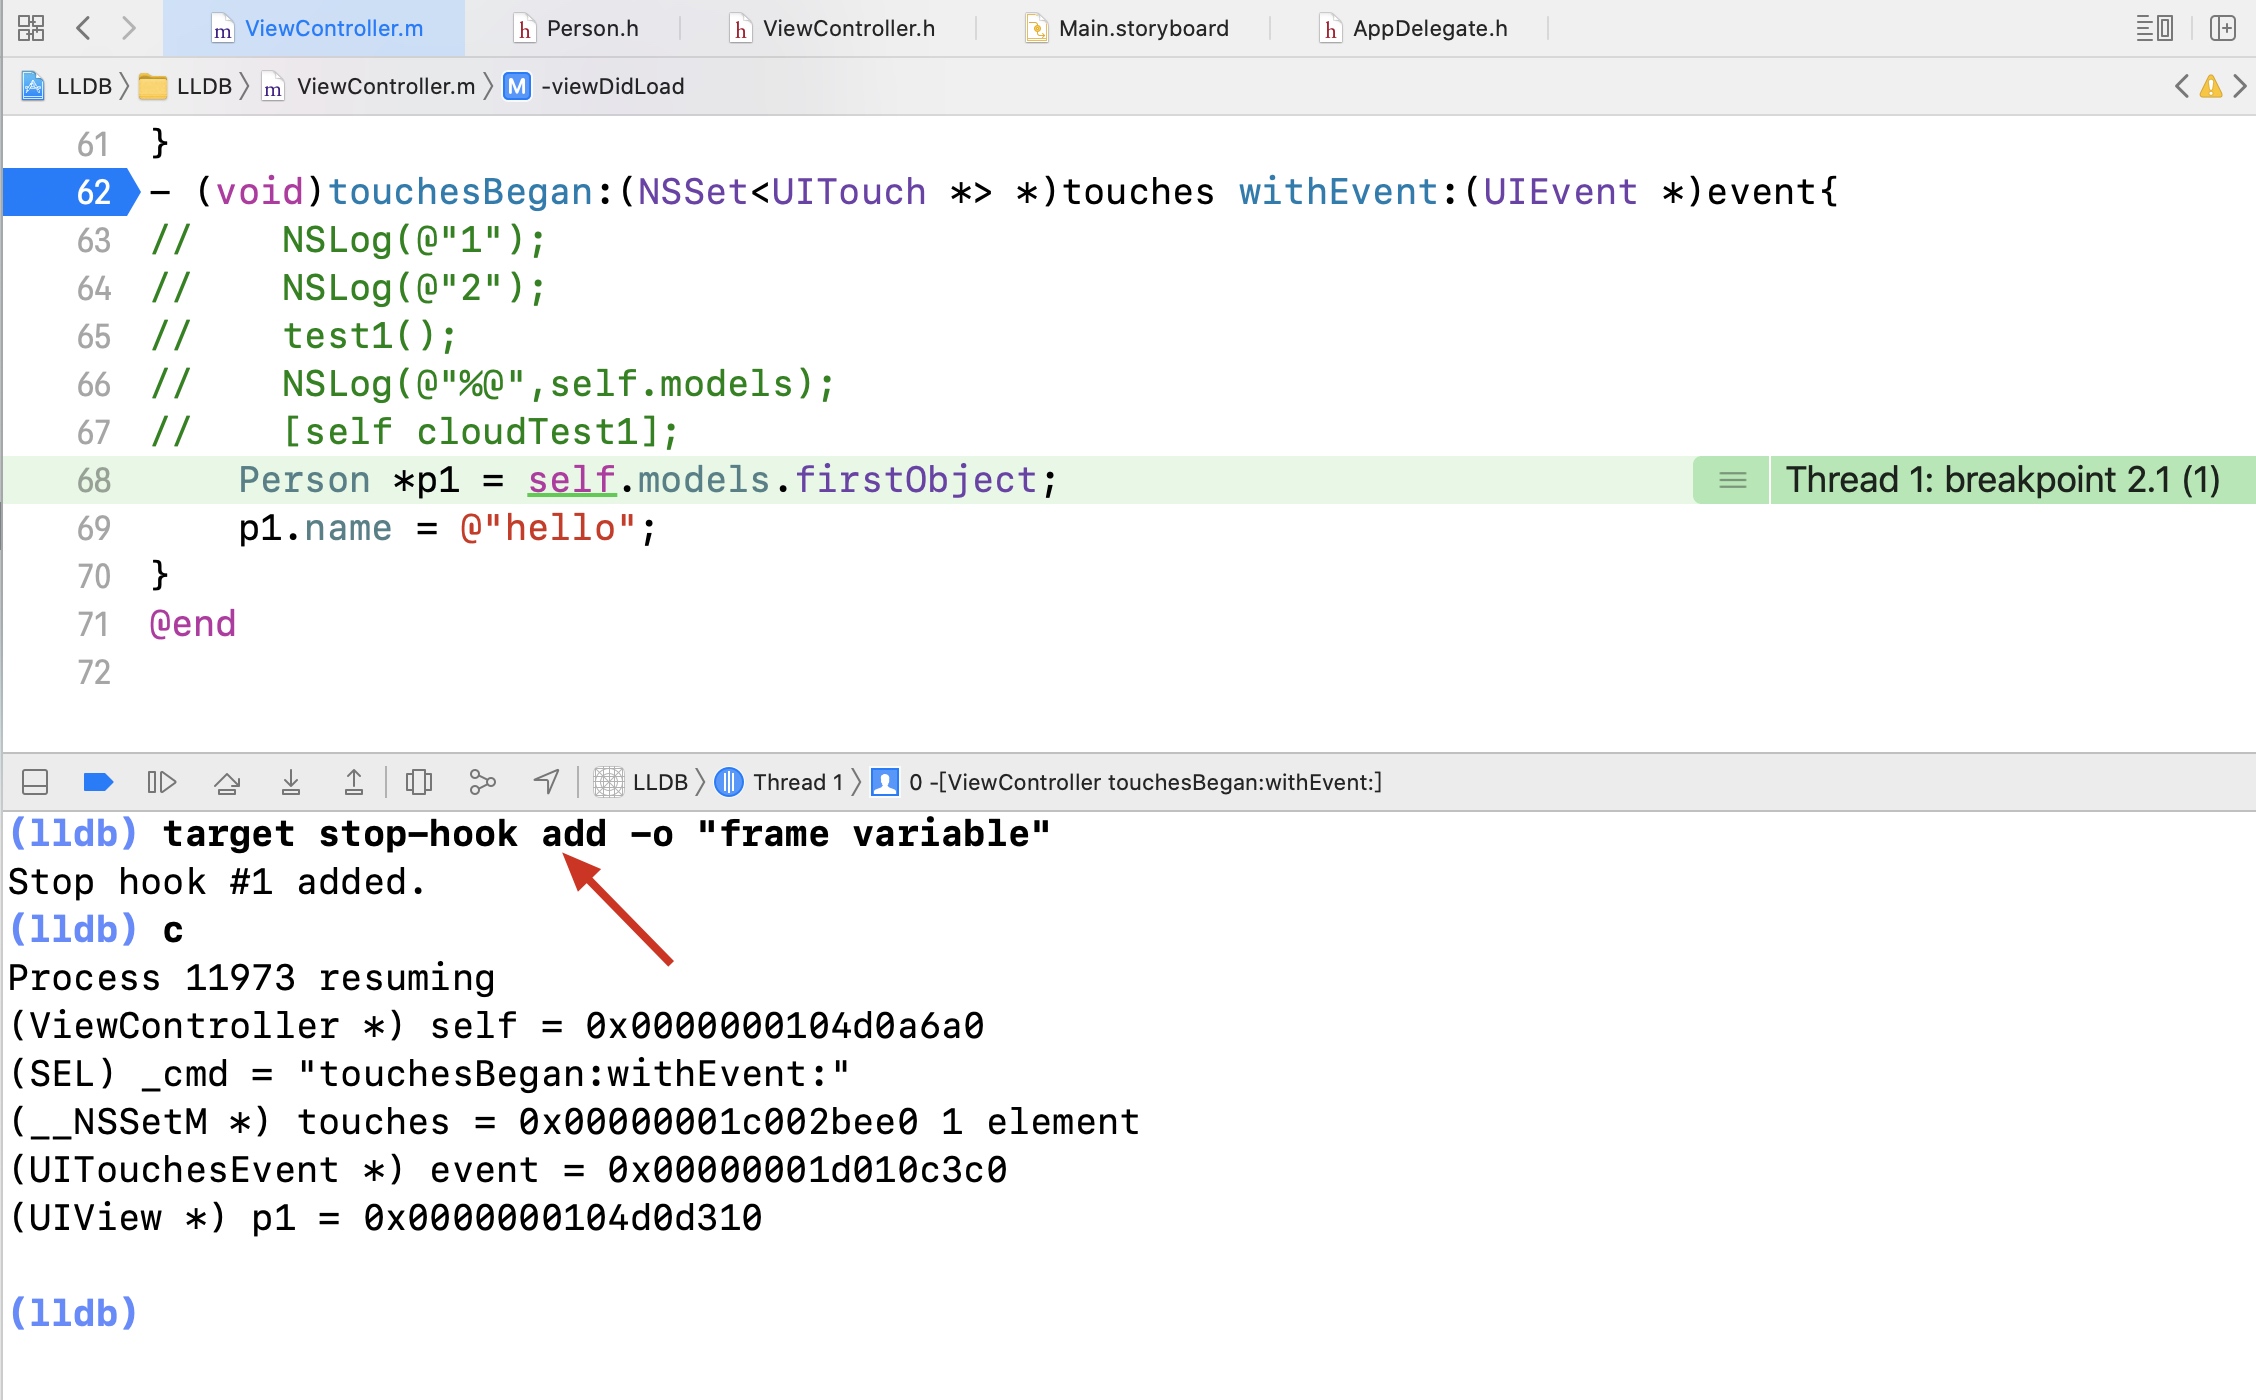 ViewController.m Person.h ViewController.h Main.storyboard AppDelegate.h
LLDB LLDB ViewController.m M -viewDidLoad
61 }
62 - (void)touchesBegan:(NSSet<UITouch *> *)touches withEvent:(UIEvent *)event{
63 //    NSLog(@"1");
64 //    NSLog(@"2");
65 //    test1();
66 //    NSLog(@"%@",self.models);
67 //    [self cloudTest1];
68     Person *p1 = self.models.firstObject; Thread 1: breakpoint 2.1 (1)
69     p1.name = @"hello";
70 }
71 @end
72
LLDB Thread 1 0 -[ViewController touchesBegan:withEvent:]
(lldb) target stop-hook add -o "frame variable"
Stop hook #1 added.
(lldb) c
Process 11973 resuming
(ViewController *) self = 0x0000000104d0a6a0
(SEL) _cmd = "touchesBegan:withEvent:"
(__NSSetM *) touches = 0x00000001c002bee0 1 element
(UITouchesEvent *) event = 0x00000001d010c3c0
(UIView *) p1 = 0x0000000104d0d310
(lldb)